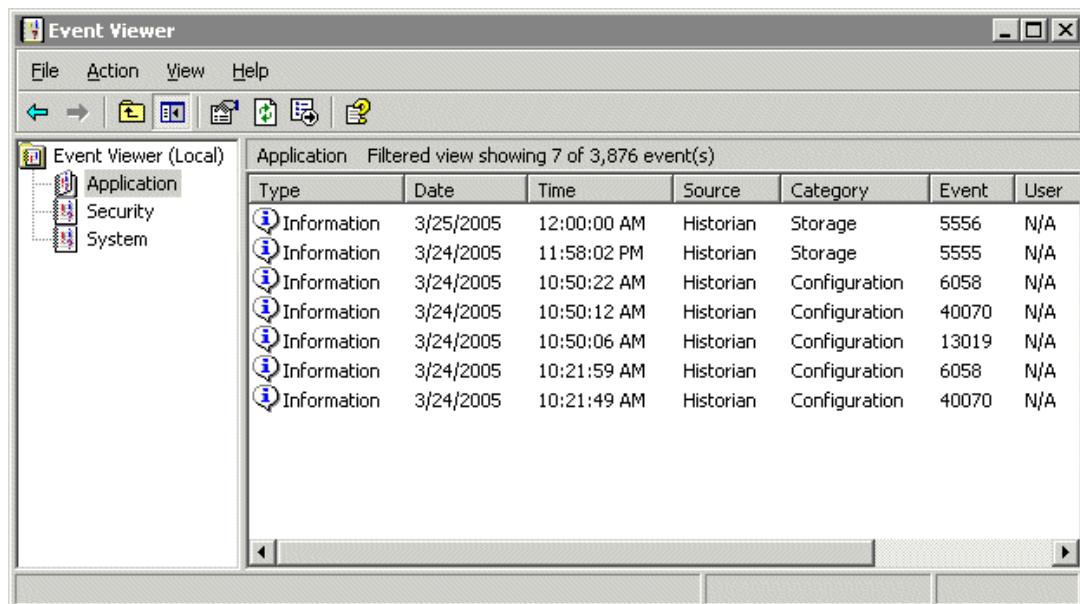 Event Viewer
File Action View Help
Event Viewer (Local)
Application
Security
System
Application Filtered view showing 7 of 3,876 event(s)
Type Date Time Source Category Event User
Information 3/25/2005 12:00:00 AM Historian Storage 5556 N/A
Information 3/24/2005 11:58:02 PM Historian Storage 5555 N/A
Information 3/24/2005 10:50:22 AM Historian Configuration 6058 N/A
Information 3/24/2005 10:50:12 AM Historian Configuration 40070 N/A
Information 3/24/2005 10:50:06 AM Historian Configuration 13019 N/A
Information 3/24/2005 10:21:59 AM Historian Configuration 6058 N/A
Information 3/24/2005 10:21:49 AM Historian Configuration 40070 N/A